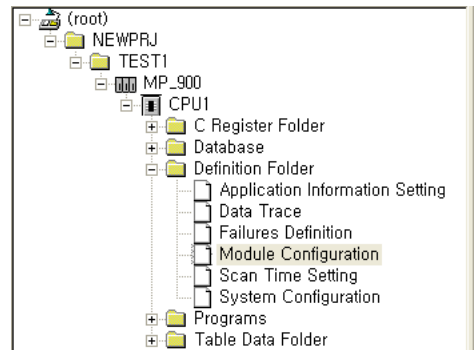 (root)
NEWPRJ
TEST1
MP_900
CPU1
C Register Folder
Database
Definition Folder
Application Information Setting
Data Trace
Failures Definition
Module Configuration
Scan Time Setting
System Configuration
Programs
Table Data Folder